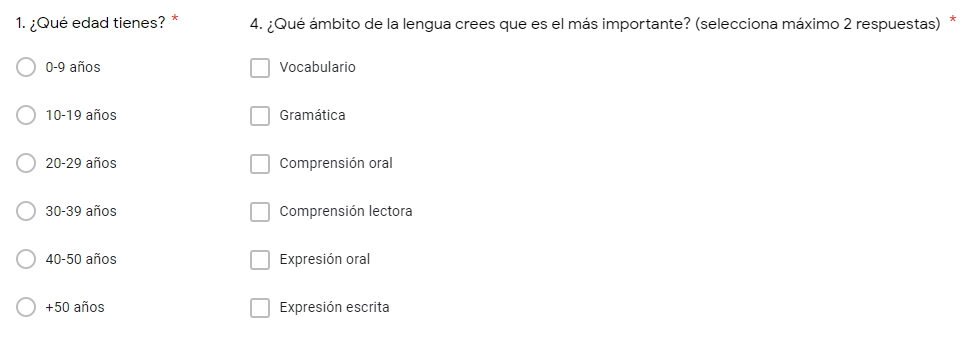 1. ¿Qué edad tienes? *
0-9 años
10-19 años
20-29 años
30-39 años
40-50 años
+50 años
4. ¿Qué ámbito de la lengua crees que es el más importante? (selecciona máximo 2 respuestas) *
Vocabulario
Gramática
Comprensión oral
Comprensión lectora
Expresión oral
Expresión escrita